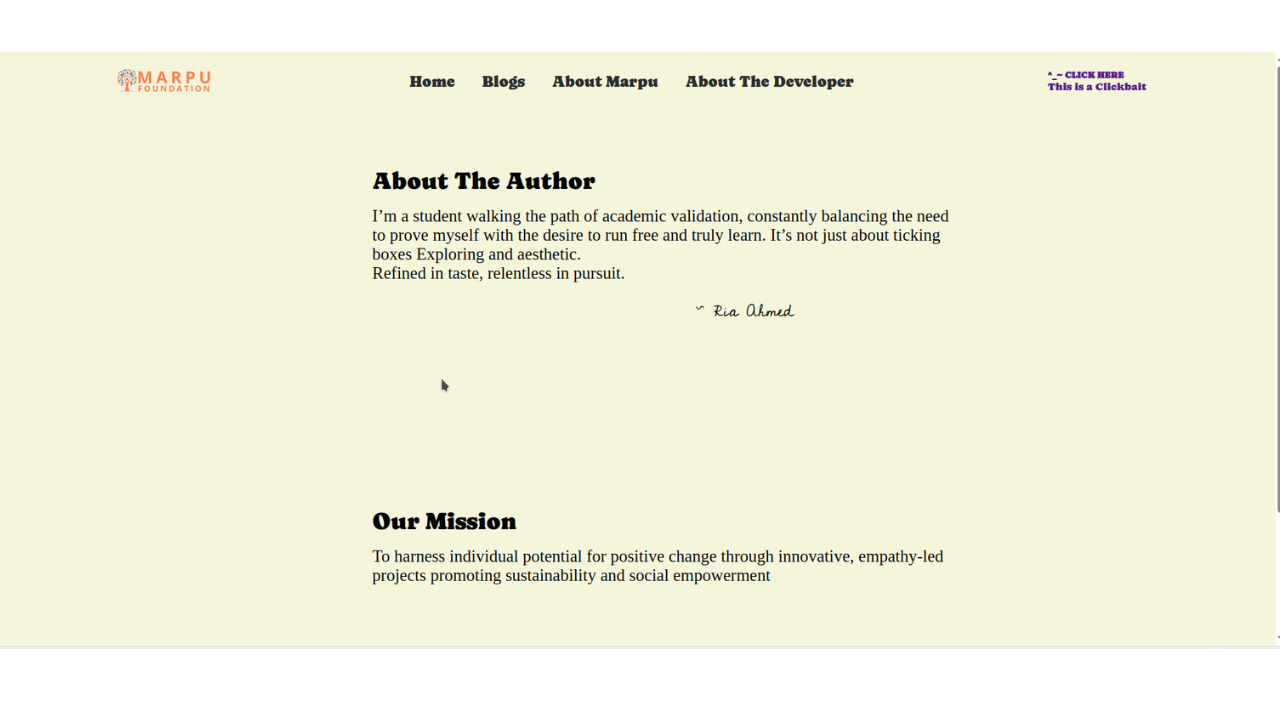 MARPU
FOUNDATION
Home Blogs About Marpu About The Developer
^_~ CLICK HERE
This is a Clickbait
About The Author
I’m a student walking the path of academic validation, constantly balancing the need
to prove myself with the desire to run free and truly learn. It’s not just about ticking
boxes Exploring and aesthetic.
Refined in taste, relentless in pursuit.
~ Ria Ahmed
Our Mission
To harness individual potential for positive change through innovative, empathy-led
projects promoting sustainability and social empowerment